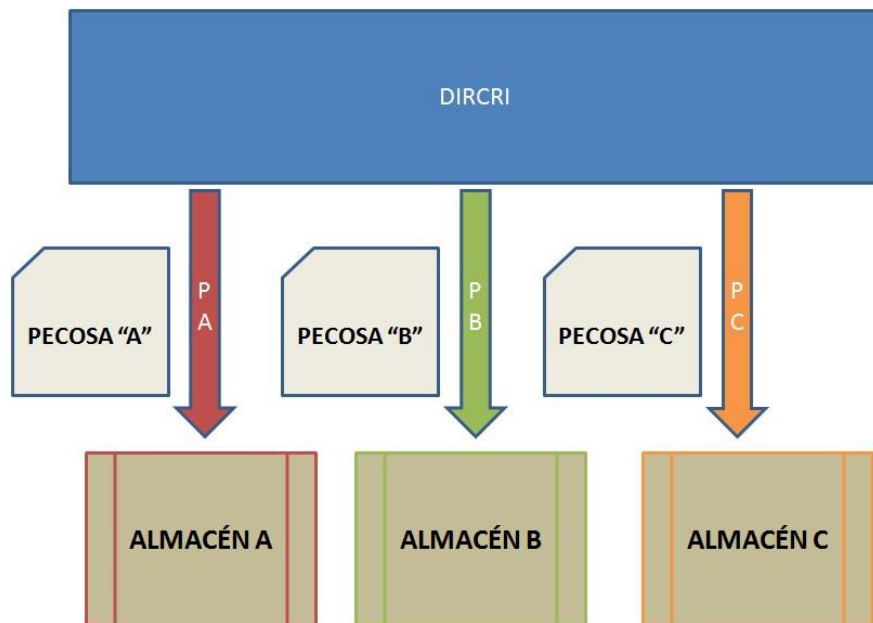 DIRCRI
P
A
P
B
P
C
PECOSA “A”
PECOSA “B”
PECOSA “C”
ALMACÉN A
ALMACÉN B
ALMACÉN C